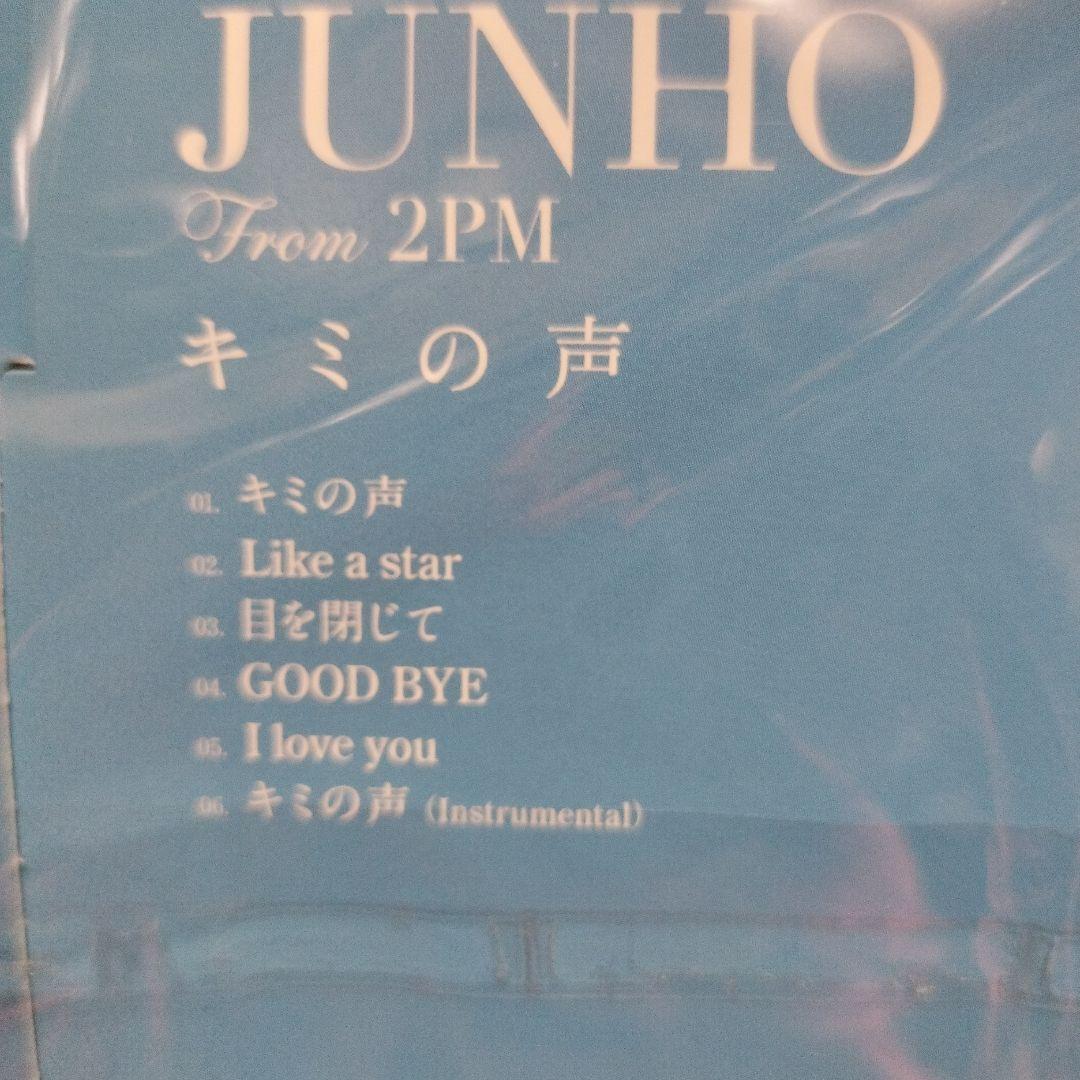 JUNHO
From 2PM
キミの声
01. キミの声
02. Like a star
03. 目を閉じて
04. GOOD BYE
05. I love you
06. キミの声 (Instrumental)